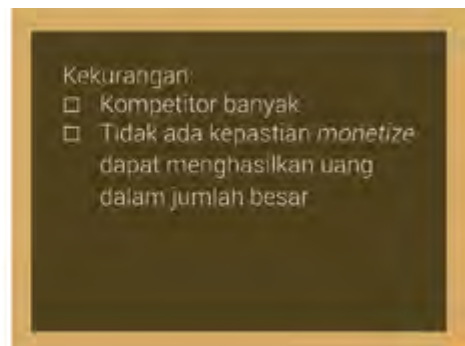 Kekurangan:
☐ Kompetitor banyak
☐ Tidak ada kepastian monetize
dapat menghasilkan uang
dalam jumlah besar